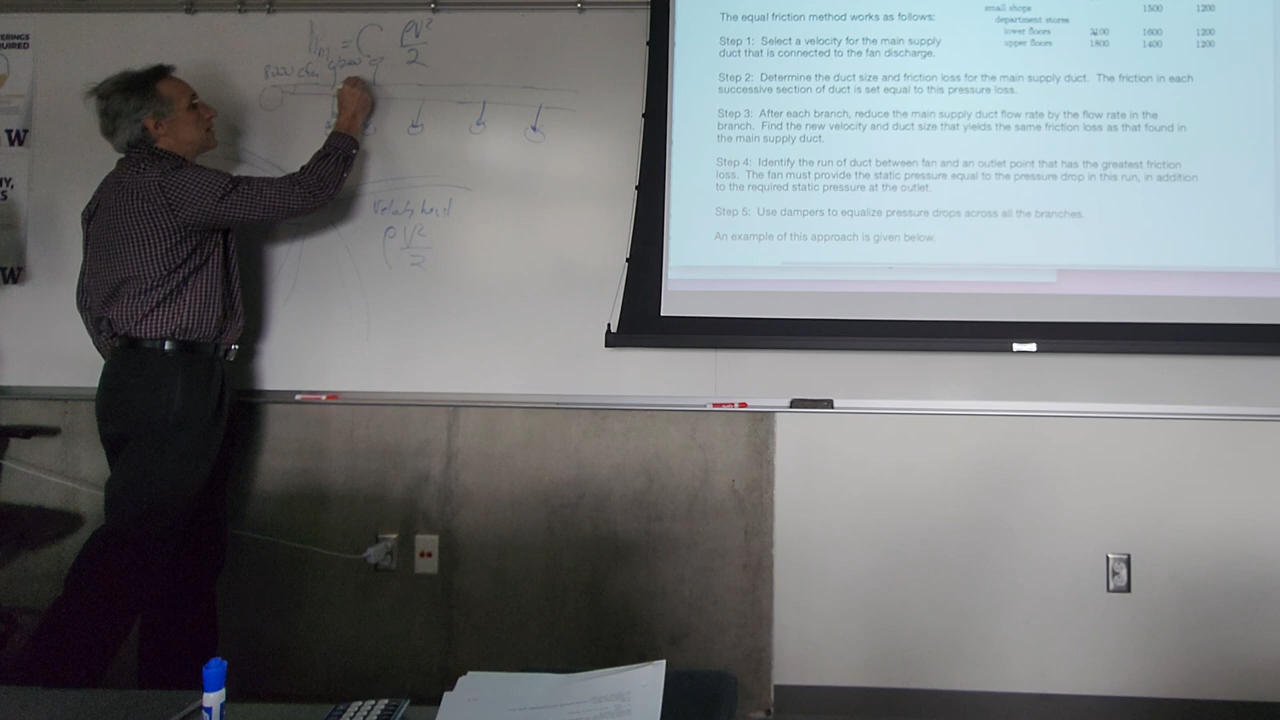 ERINGS
QUIRED
W
Y,
S
W
= C ρV²/2
8000 cfm
Velocity head
ρ V²/2
small shops 1500 1200
department stores
lower floors 2100 1600 1200
upper floors 1800 1400 1200
The equal friction method works as follows:
Step 1: Select a velocity for the main supply
duct that is connected to the fan discharge.
Step 2: Determine the duct size and friction loss for the main supply duct. The friction in each
successive section of duct is set equal to this pressure loss.
Step 3: After each branch, reduce the main supply duct flow rate by the flow rate in the
branch. Find the new velocity and duct size that yields the same friction loss as that found in
the main supply duct.
Step 4: Identify the run of duct between fan and an outlet point that has the greatest friction
loss. The fan must provide the static pressure equal to the pressure drop in this run, in addition
to the required static pressure at the outlet.
Step 5: Use dampers to equalize pressure drops across all the branches.
An example of this approach is given below.